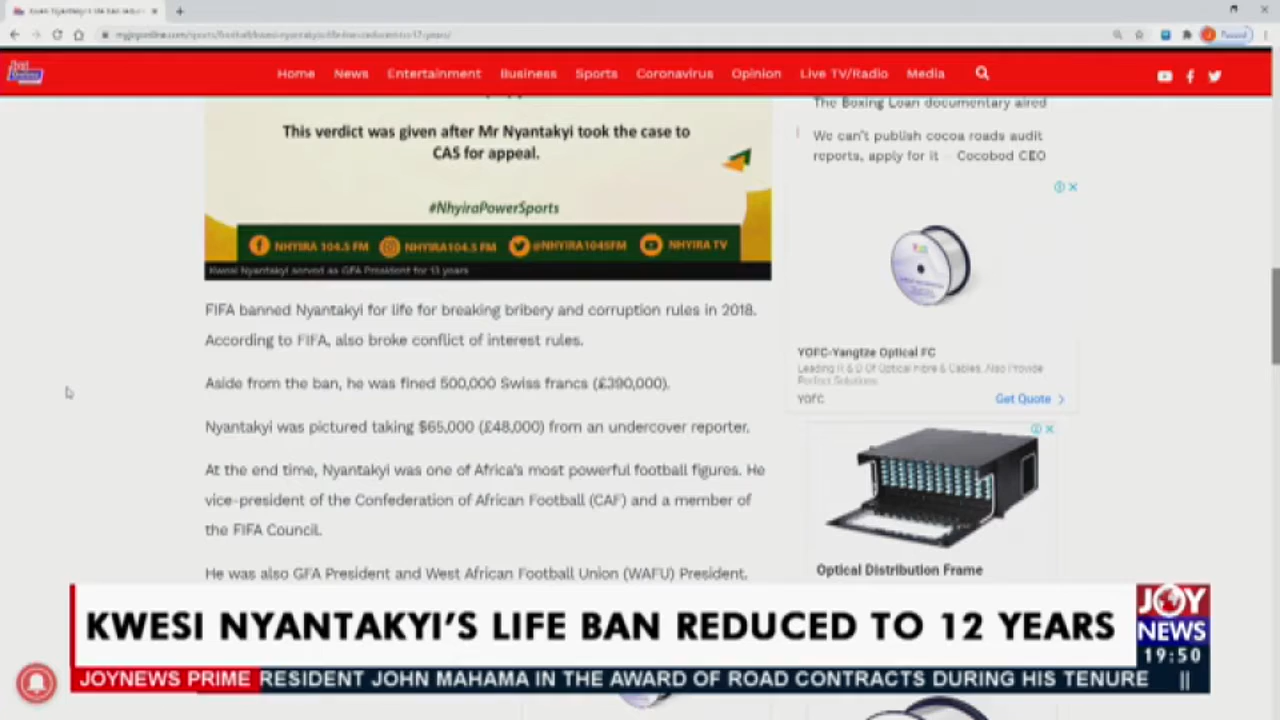 Home News Entertainment Business Sports Coronavirus Opinion Live TV/Radio Media
This verdict was given after Mr Nyantakyi took the case to
CAS for appeal.
#NhyiraPowerSports
NHYIRA 104.5 FM NHYIRA104.5 FM @NHYIRA1045FM NHYIRA TV
Kwesi Nyantakyi served as GFA President for 13 years
FIFA banned Nyantakyi for life for breaking bribery and corruption rules in 2018.
According to FIFA, also broke conflict of interest rules.
Aside from the ban, he was fined 500,000 Swiss francs (£390,000).
Nyantakyi was pictured taking $65,000 (£48,000) from an undercover reporter.
At the end time, Nyantakyi was one of Africa's most powerful football figures. He
vice-president of the Confederation of African Football (CAF) and a member of
the FIFA Council.
He was also GFA President and West African Football Union (WAFU) President.
The Boxing Loan documentary aired
We can't publish cocoa roads audit
reports, apply for it – Cocobod CEO
YOFC-Yangtze Optical FC
Leading R & D Of Optical Fibre & Cables, Also Provide
Perfect Solutions
YOFC Get Quote
Optical Distribution Frame
KWESI NYANTAKYI'S LIFE BAN REDUCED TO 12 YEARS
JOY
NEWS
19:50
JOYNEWS PRIME RESIDENT JOHN MAHAMA IN THE AWARD OF ROAD CONTRACTS DURING HIS TENURE ||